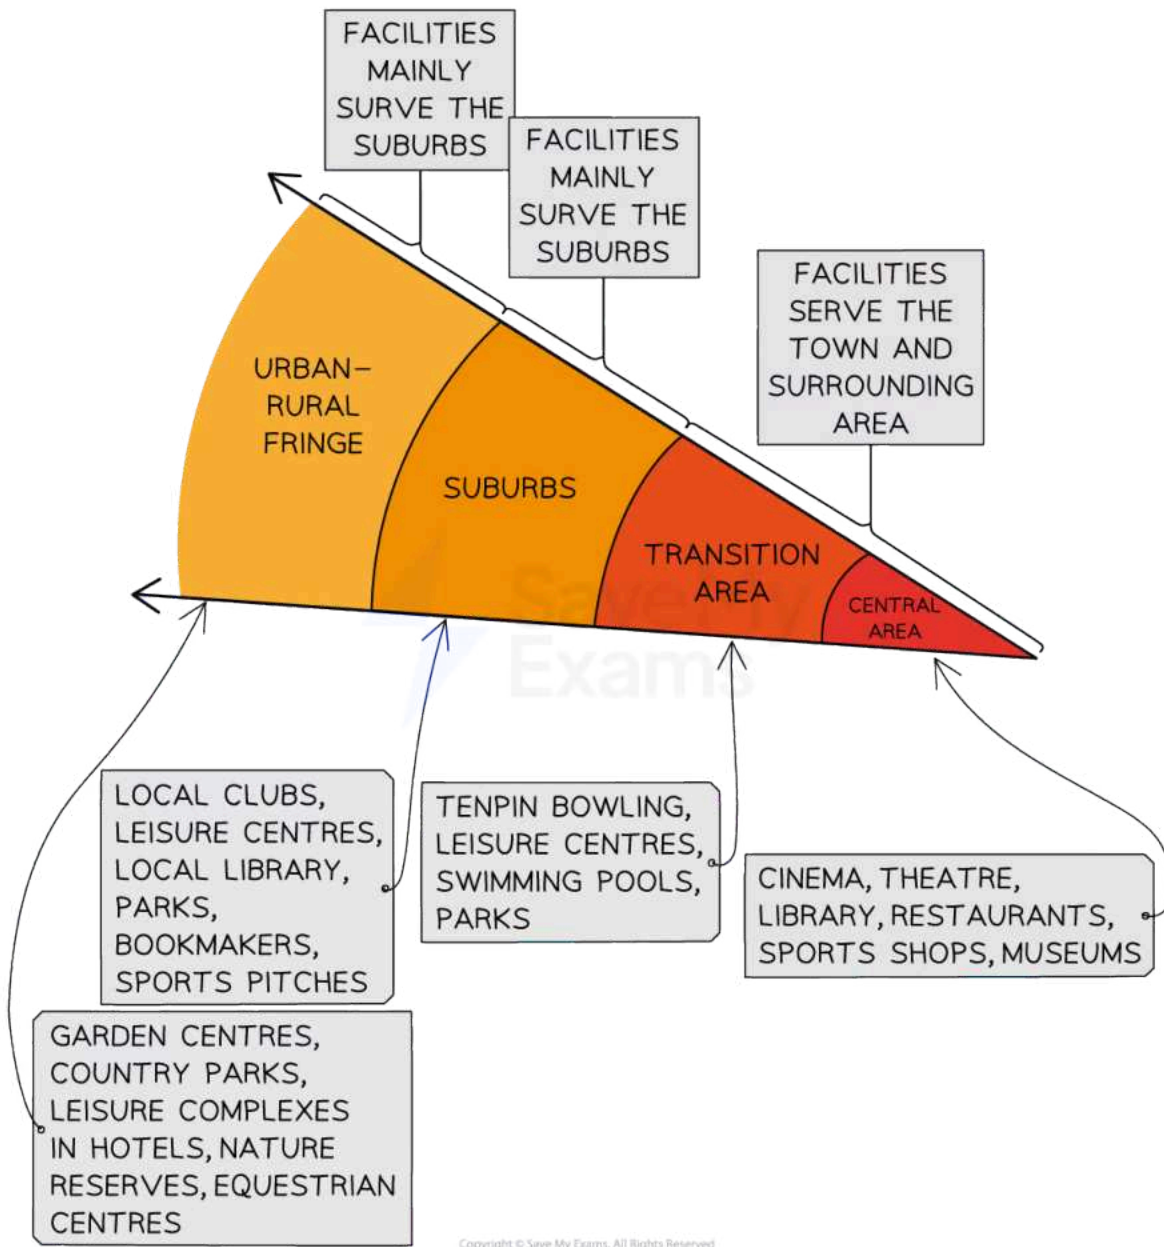 FACILITIES
MAINLY
SURVE THE
SUBURBS
FACILITIES
MAINLY
SURVE THE
SUBURBS
FACILITIES
SERVE THE
TOWN AND
SURROUNDING
AREA
URBAN-
RURAL
FRINGE
SUBURBS
TRANSITION
AREA
CENTRAL
AREA
Save My
Exams
LOCAL CLUBS,
LEISURE CENTRES,
LOCAL LIBRARY,
PARKS,
BOOKMAKERS,
SPORTS PITCHES
TENPIN BOWLING,
LEISURE CENTRES,
SWIMMING POOLS,
PARKS
CINEMA, THEATRE,
LIBRARY, RESTAURANTS,
SPORTS SHOPS, MUSEUMS
GARDEN CENTRES,
COUNTRY PARKS,
LEISURE COMPLEXES
IN HOTELS, NATURE
RESERVES, EQUESTRIAN
CENTRES
Copyright © Save My Exams. All Rights Reserved